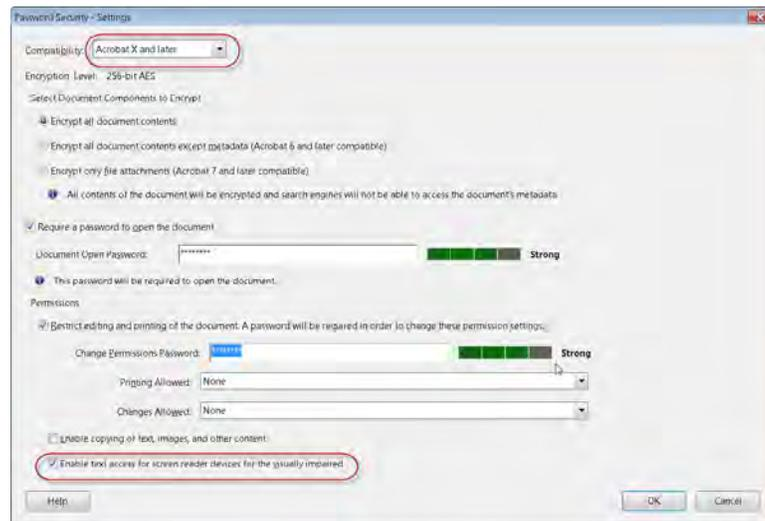 Password Security - Settings
Compatibility: Acrobat X and later
Encryption Level: 256-bit AES
Select Document Components to Encrypt
Encrypt all document contents
Encrypt all document contents except metadata (Acrobat 6 and later compatible)
Encrypt only file attachments (Acrobat 7 and later compatible)
All contents of the document will be encrypted and search engines will not be able to access the document's metadata.
Require a password to open the document
Document Open Password: ******** Strong
This password will be required to open the document.
Permissions
Restrict editing and printing of the document. A password will be required in order to change these permission settings.
Change Permissions Password: ******** Strong
Printing Allowed: None
Changes Allowed: None
Enable copying of text, images, and other content
Enable text access for screen reader devices for the visually impaired
Help OK Cancel